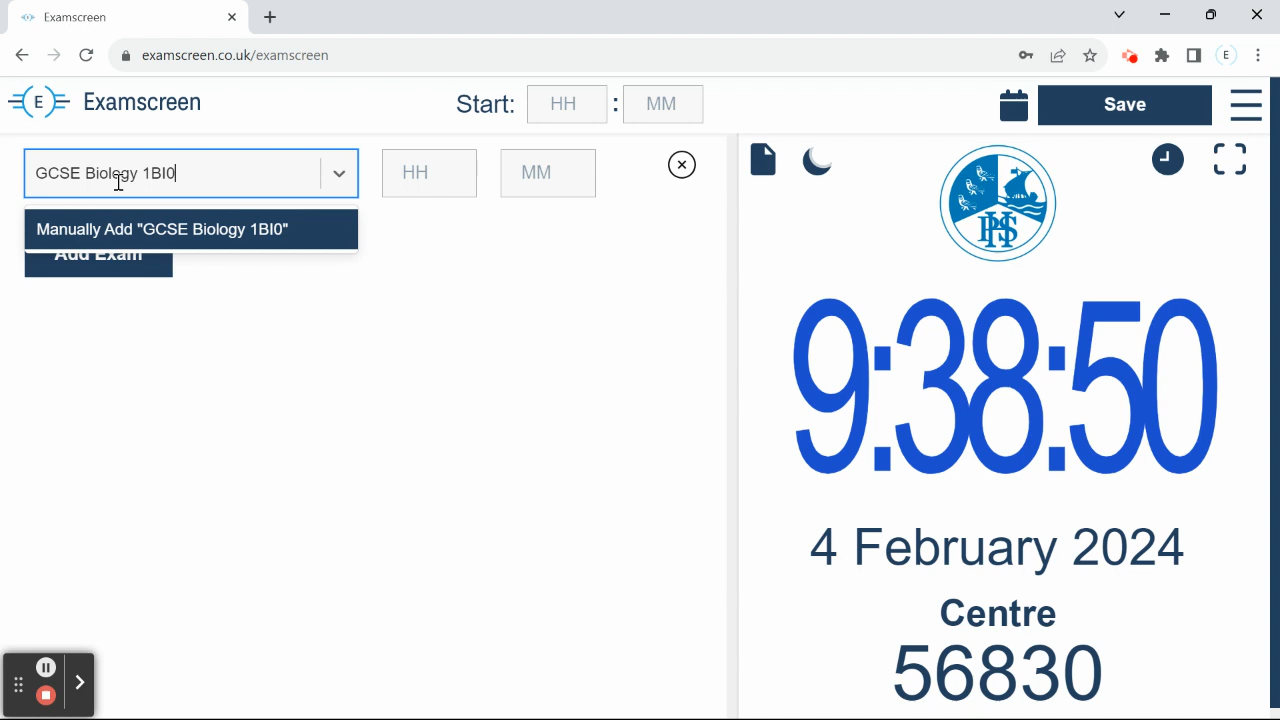 Examscreen
examscreen.co.uk/examscreen
E
E Examscreen
Start: HH : MM
Save
GCSE Biology 1BI0
HH
MM
Manually Add "GCSE Biology 1BI0"
Add Exam
PHS
9:38:50
4 February 2024
Centre
56830